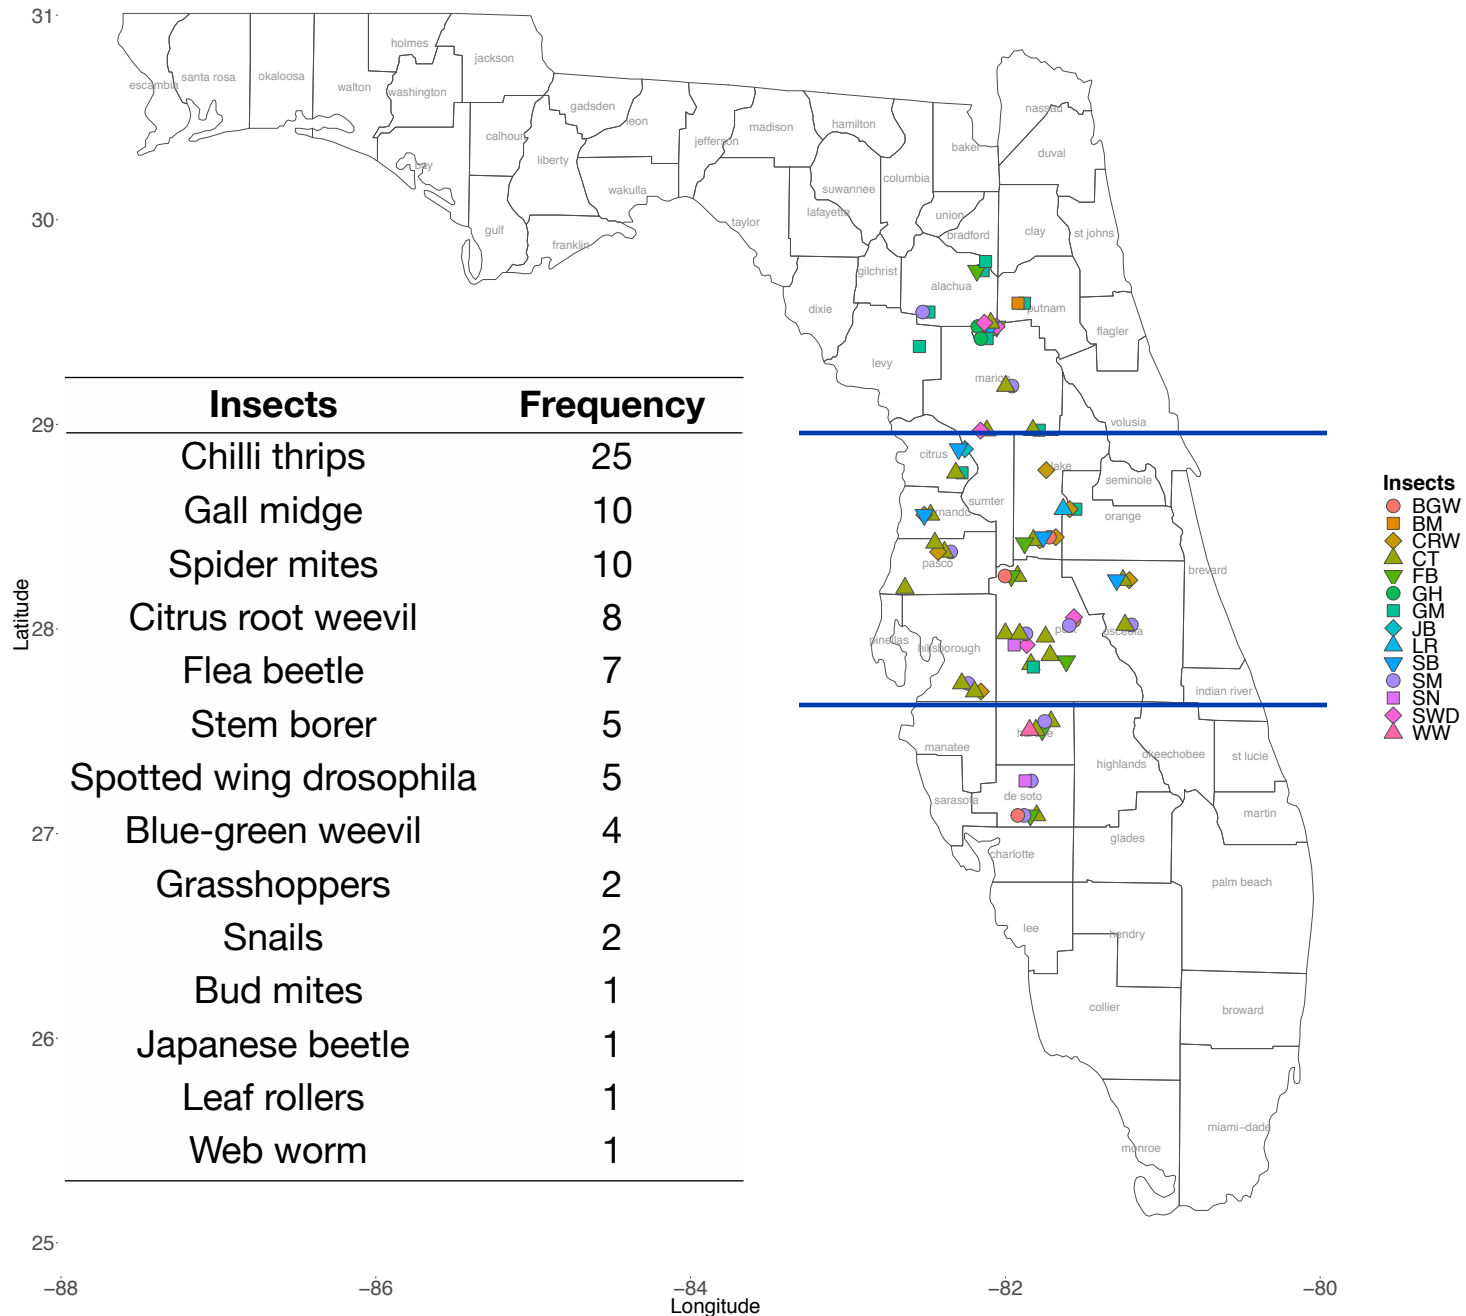 31
30
29
28
27
26
25
Latitude
−88
−86
−84
−82
−80
Longitude
escambia
santa rosa
okaloosa
walton
holmes
washington
jackson
bay
calhoun
gulf
liberty
gadsden
franklin
leon
wakulla
jefferson
madison
taylor
hamilton
suwannee
lafayette
columbia
baker
nassau
duval
union
bradford
clay
st johns
gilchrist
alachua
dixie
putnam
flagler
levy
marion
volusia
citrus
lake
sumter
seminole
orange
pasco
brevard
pinellas
hillsborough
polk
osceola
indian river
manatee
highlands
okeechobee
st lucie
sarasota
de soto
martin
charlotte
glades
palm beach
lee
hendry
collier
broward
miami−dade
monroe
Insects Frequency
Chilli thrips 25
Gall midge 10
Spider mites 10
Citrus root weevil 8
Flea beetle 7
Stem borer 5
Spotted wing drosophila 5
Blue-green weevil 4
Grasshoppers 2
Snails 2
Bud mites 1
Japanese beetle 1
Leaf rollers 1
Web worm 1
Insects
BGW
BM
CRW
CT
FB
GH
GM
JB
LR
SB
SM
SN
SWD
WW